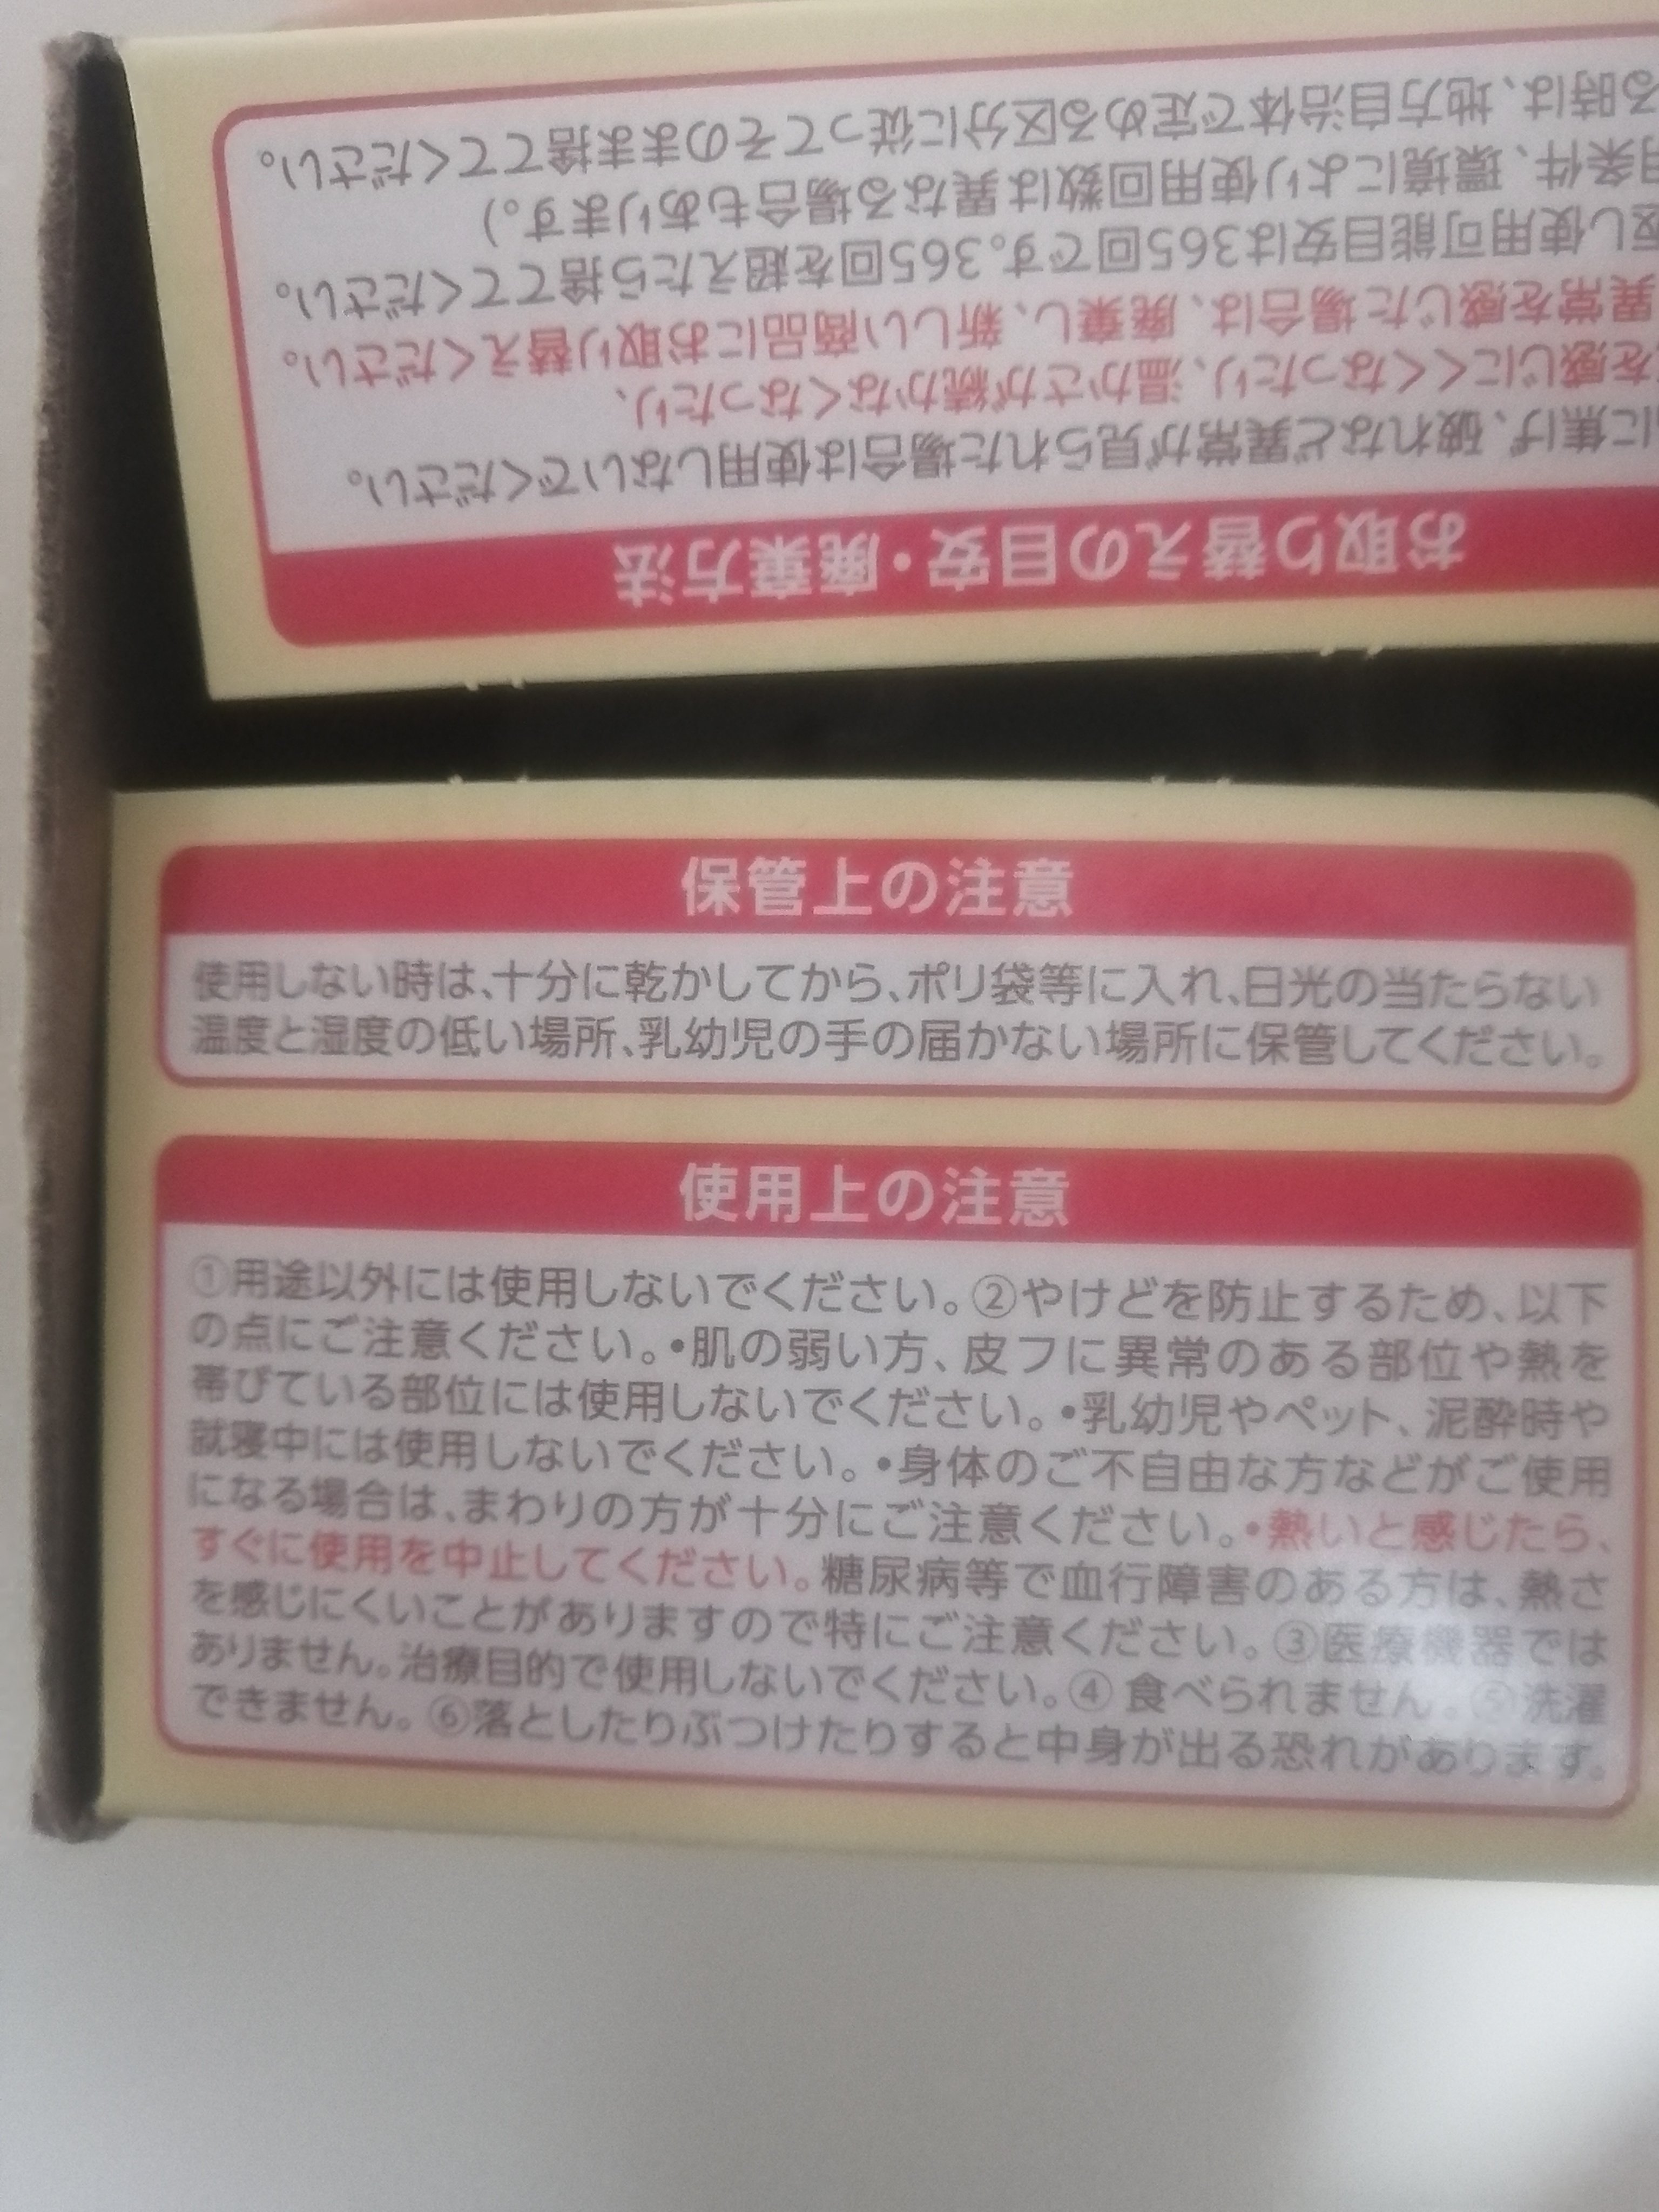 お取り替えの目安・廃棄方法
に焦げ、破れなど異常が見られた場合は使用しないでください。
を感じにくくなったり、温かさが続かなくなったり、
異常を感じた場合は、廃棄し、新しい商品にお取り替えください。
返し使用可能目安は365回です。365回を超えたら捨ててください。
用条件、環境により使用回数は異なる場合もあります。)
る時は、地方自治体で定める区分に従ってそのまま捨ててください。
保管上の注意
使用しない時は、十分に乾かしてから、ポリ袋等に入れ、日光の当たらない
温度と湿度の低い場所、乳幼児の手の届かない場所に保管してください。
使用上の注意
①用途以外には使用しないでください。②やけどを防止するため、以下
の点にご注意ください。•肌の弱い方、皮フに異常のある部位や熱を
帯びている部位には使用しないでください。•乳幼児やペット、泥酔時や
就寝中には使用しないでください。•身体のご不自由な方などがご使用
になる場合は、まわりの方が十分にご注意ください。•熱いと感じたら、
すぐに使用を中止してください。糖尿病等で血行障害のある方は、熱さ
を感じにくいことがありますので特にご注意ください。③医療機器では
ありません。治療目的で使用しないでください。④食べられません。⑤洗濯
できません。⑥落としたりぶつけたりすると中身が出る恐れがあります。